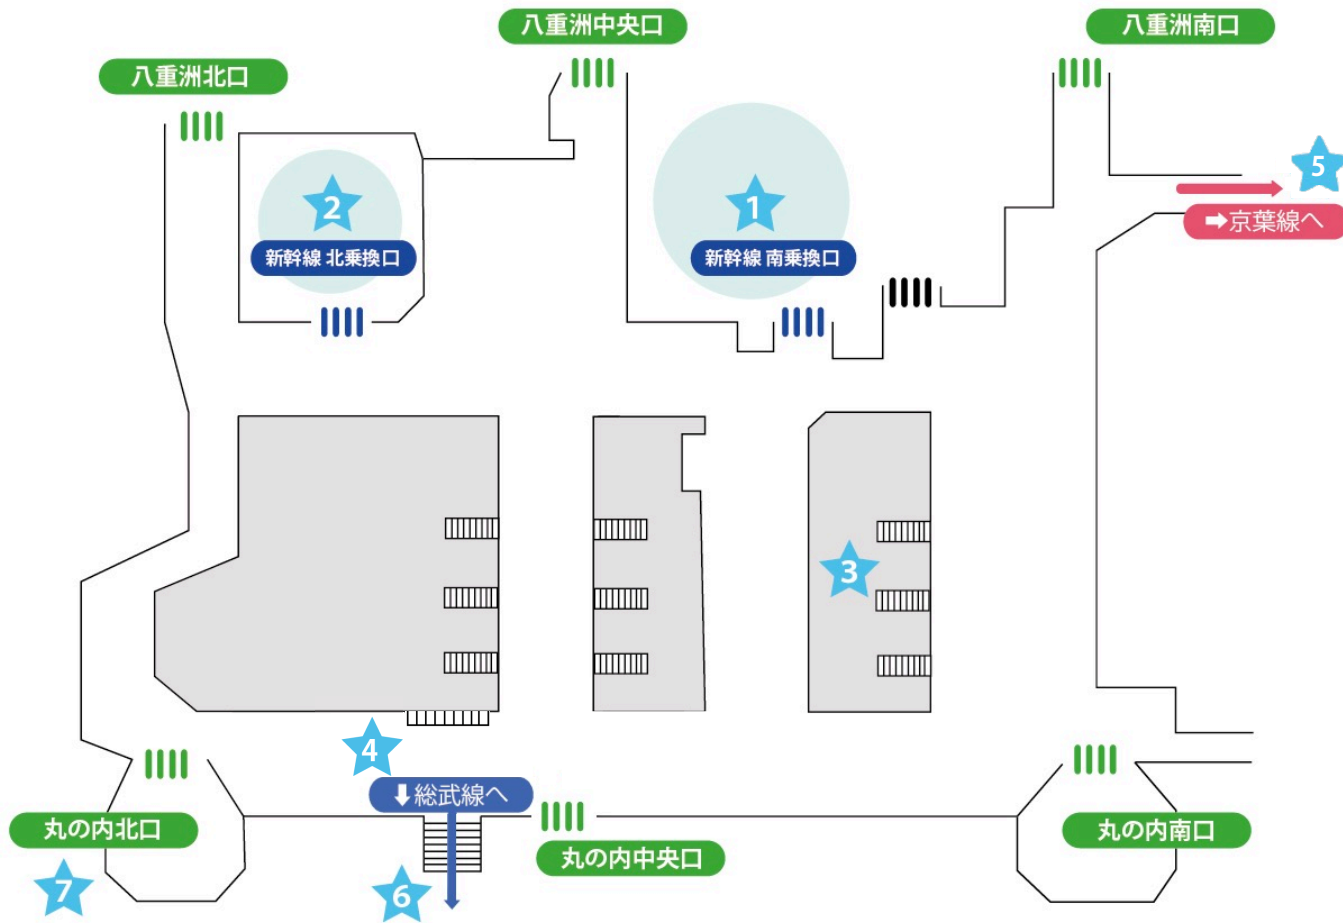 八重洲中央口
八重洲南口
八重洲北口
5
2
1
➡京葉線へ
新幹線 北乗換口
新幹線 南乗換口
3
4
⬇総武線へ
丸の内北口
丸の内中央口
丸の内南口
7
6